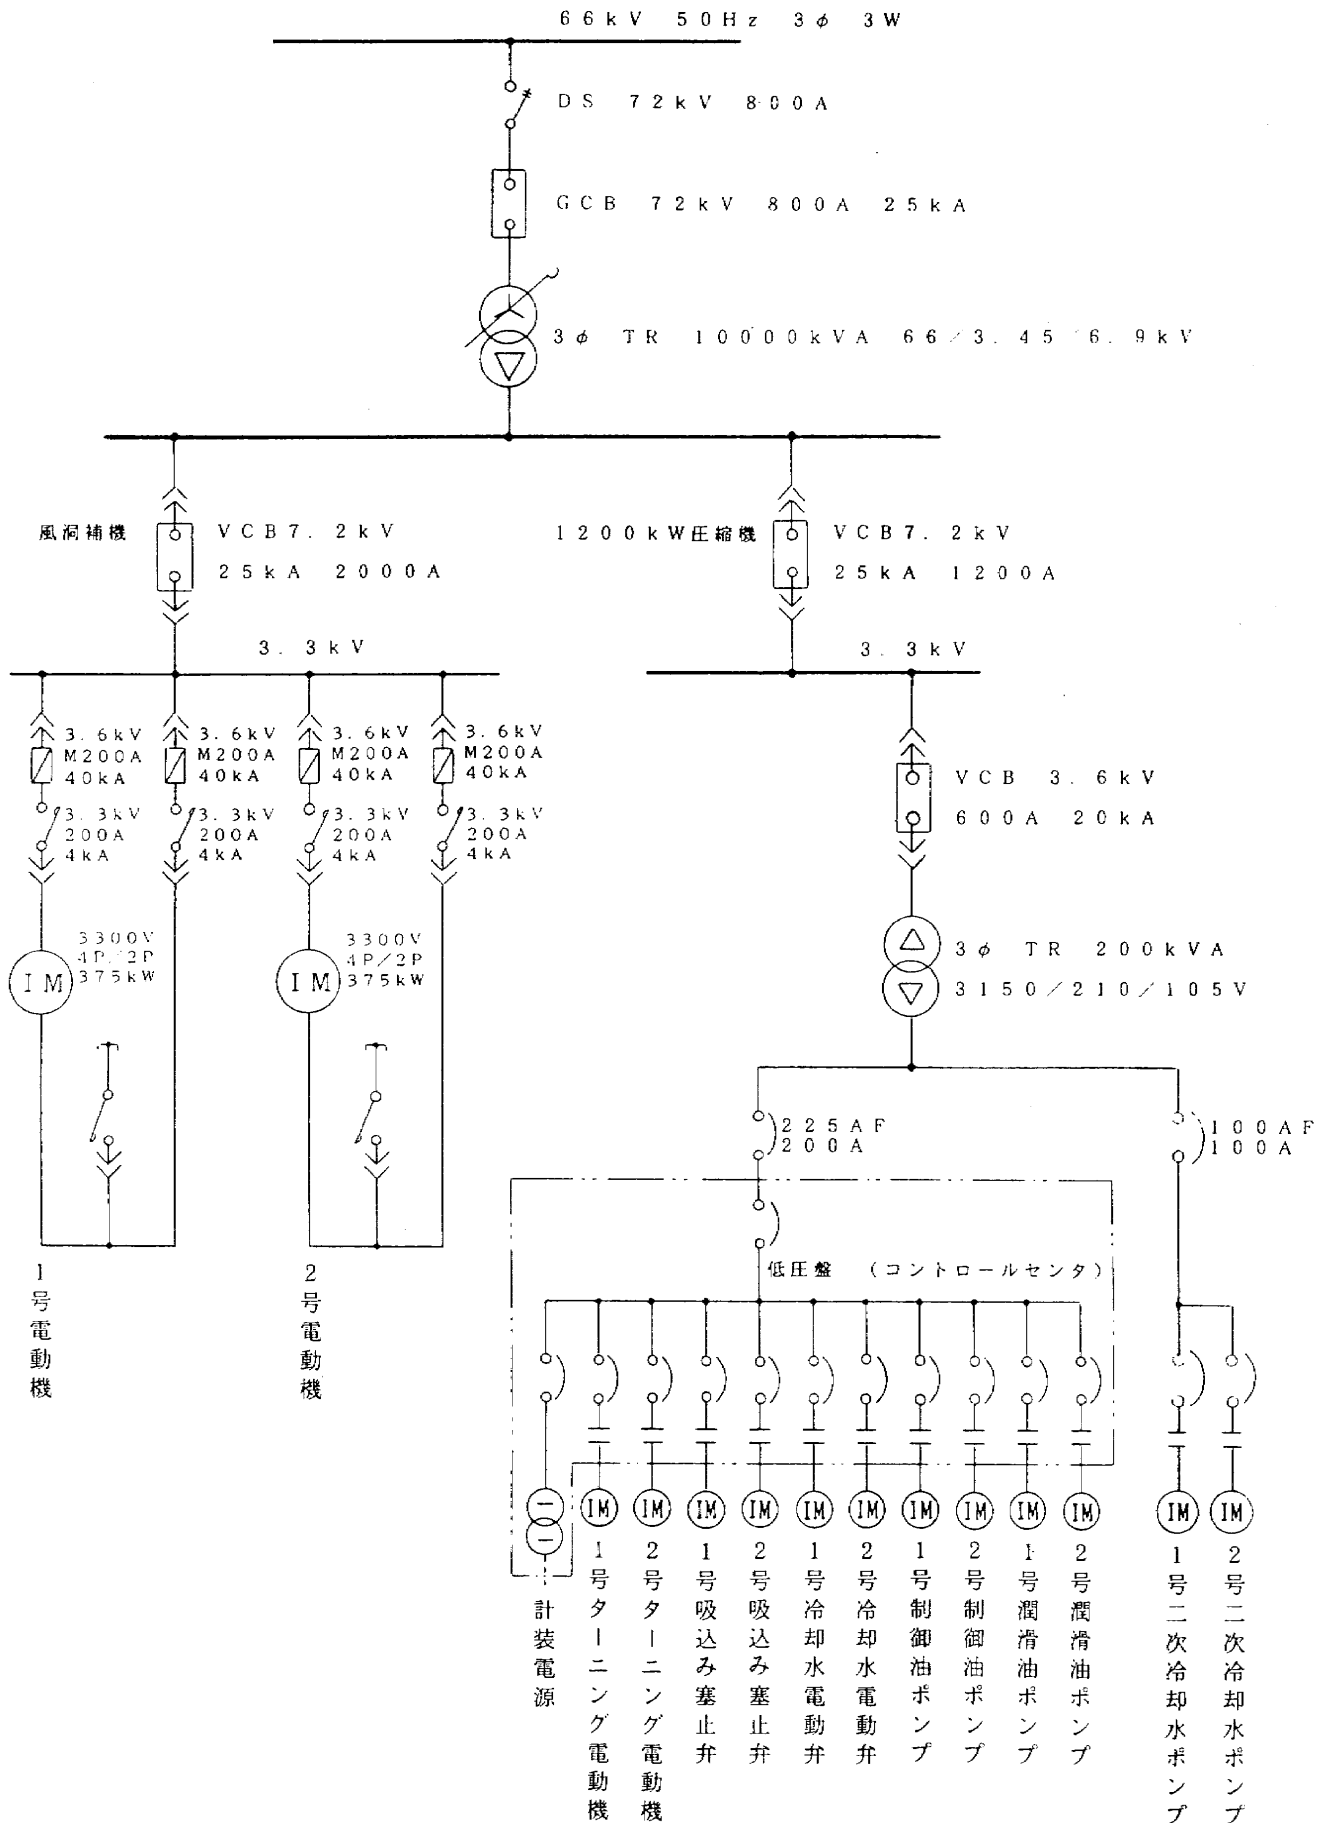 66kV 50Hz 3φ 3W
DS 72kV 800A
GCB 72kV 800A 25kA
3φ TR 10000kVA 66/3.45 6.9kV
風洞補機
VCB7.2kV
25kA 2000A
1200kW圧縮機
VCB7.2kV
25kA 1200A
3.3kV
3.3kV
3.6kV
M200A
40kA
3.6kV
M200A
40kA
3.6kV
M200A
40kA
3.6kV
M200A
40kA
3.3kV
200A
4kA
3.3kV
200A
4kA
3.3kV
200A
4kA
3.3kV
200A
4kA
VCB 3.6kV
600A 20kA
3300V
4P/2P
375kW
IM
3300V
4P/2P
375kW
IM
3φ TR 200kVA
3150/210/105V
225AF
200A
100AF
100A
低圧盤 (コントロールセンタ)
1号電動機
2号電動機
IM
IM
IM
IM
IM
IM
IM
IM
IM
IM
IM
IM
計装電源
1号ターニング電動機
2号ターニング電動機
1号吸込み塞止弁
2号吸込み塞止弁
1号冷却水電動弁
2号冷却水電動弁
1号制御油ポンプ
2号制御油ポンプ
1号潤滑油ポンプ
2号潤滑油ポンプ
1号二次冷却水ポンプ
2号二次冷却水ポンプ